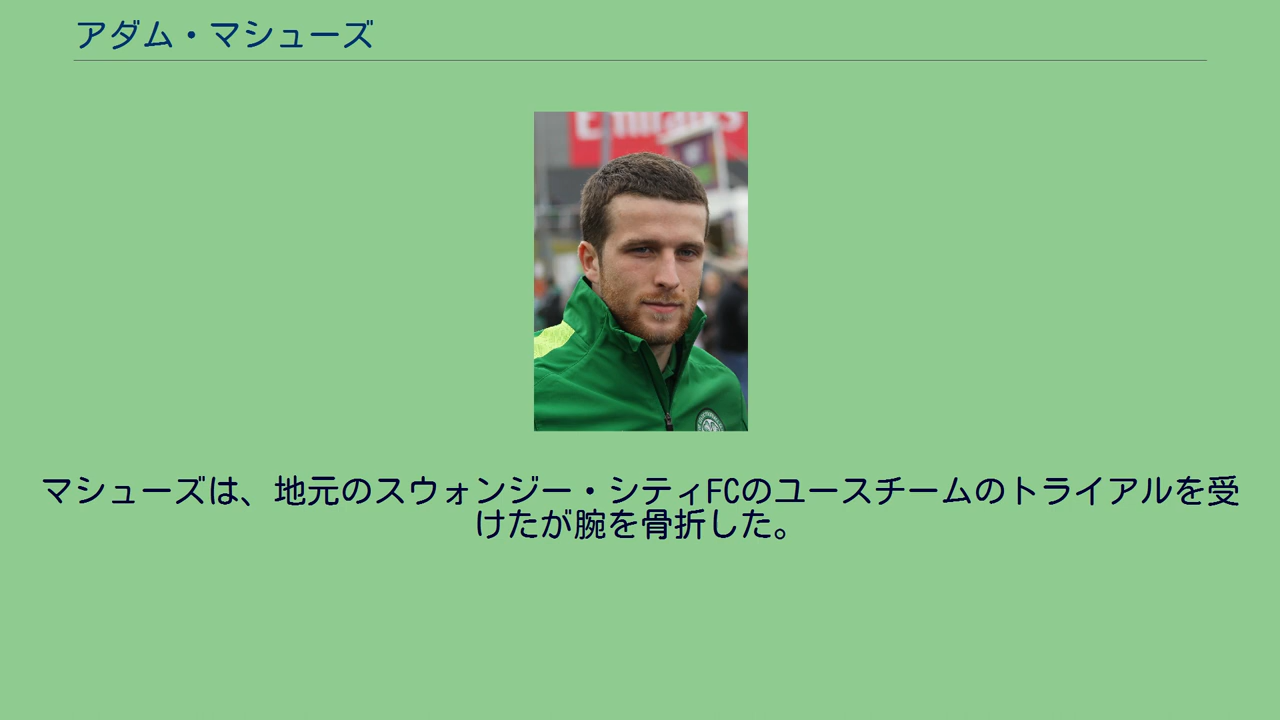 アダム・マシューズ
Emirates
マシューズは、地元のスウォンジー・シティFCのユースチームのトライアルを受
けたが腕を骨折した。